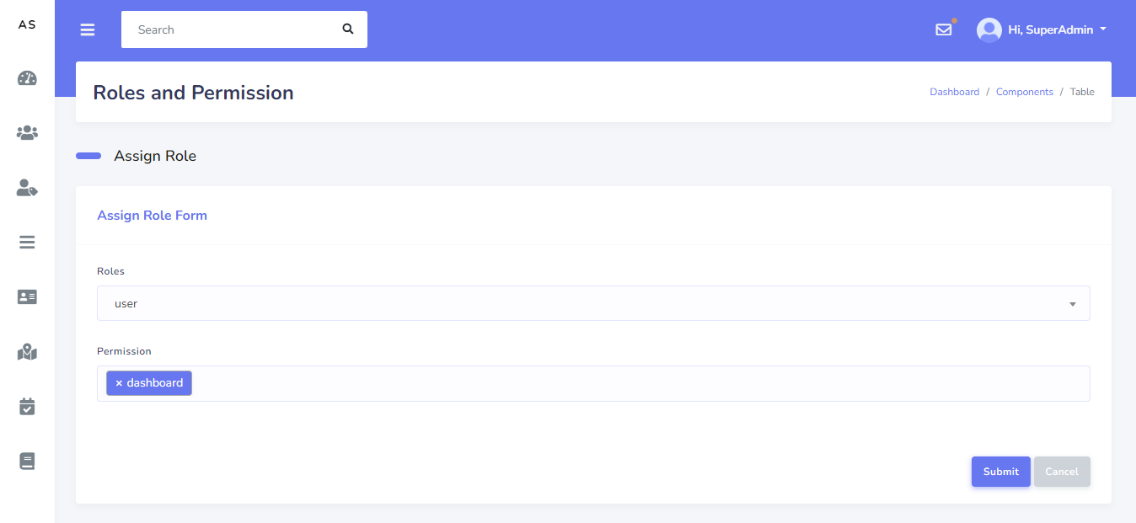 AS
Search
Hi, SuperAdmin
Roles and Permission
Dashboard / Components / Table
Assign Role
Assign Role Form
Roles
user
Permission
× dashboard
Submit Cancel